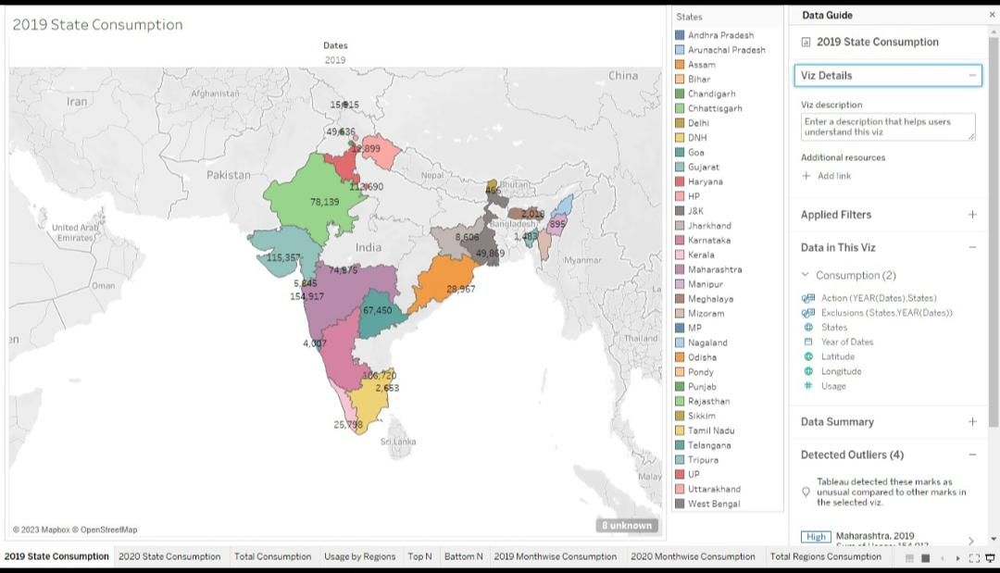 2019 State Consumption
Dates
2019
Iran
Afghanistan
China
Pakistan
Nepal
Bhutan
Bangladesh
United Arab
Emirates
Oman
India
Myanmar
Thailand
Sri Lanka
Malay
en
La
15,915
49,636
12,899
112,690
78,139
466
2,018
895
1,483
8,606
49,869
115,357
74,975
5,845
154,917
28,967
67,450
4,007
106,720
2,653
25,798
© 2023 Mapbox © OpenStreetMap
8 unknown
States
Andhra Pradesh
Arunachal Pradesh
Assam
Bihar
Chandigarh
Chhattisgarh
Delhi
DNH
Goa
Gujarat
Haryana
HP
J&K
Jharkhand
Karnataka
Kerala
Maharashtra
Manipur
Meghalaya
Mizoram
MP
Nagaland
Odisha
Pondy
Punjab
Rajasthan
Sikkim
Tamil Nadu
Telangana
Tripura
UP
Uttarakhand
West Bengal
Data Guide
2019 State Consumption
Viz Details
Viz description
Enter a description that helps users
understand this viz
Additional resources
Add link
Applied Filters
Data in This Viz
Consumption (2)
Action (YEAR(Dates),States)
Exclusions (States,YEAR(Dates))
States
Year of Dates
Latitude
Longitude
Usage
Data Summary
Detected Outliers (4)
Tableau detected these marks as
unusual compared to other marks in
the selected viz.
High Maharashtra, 2019
2019 State Consumption 2020 State Consumption Total Consumption Usage by Regions Top N Battom N 2019 Monthwise Consumption 2020 Monthwise Consumption Total Regions Consumption